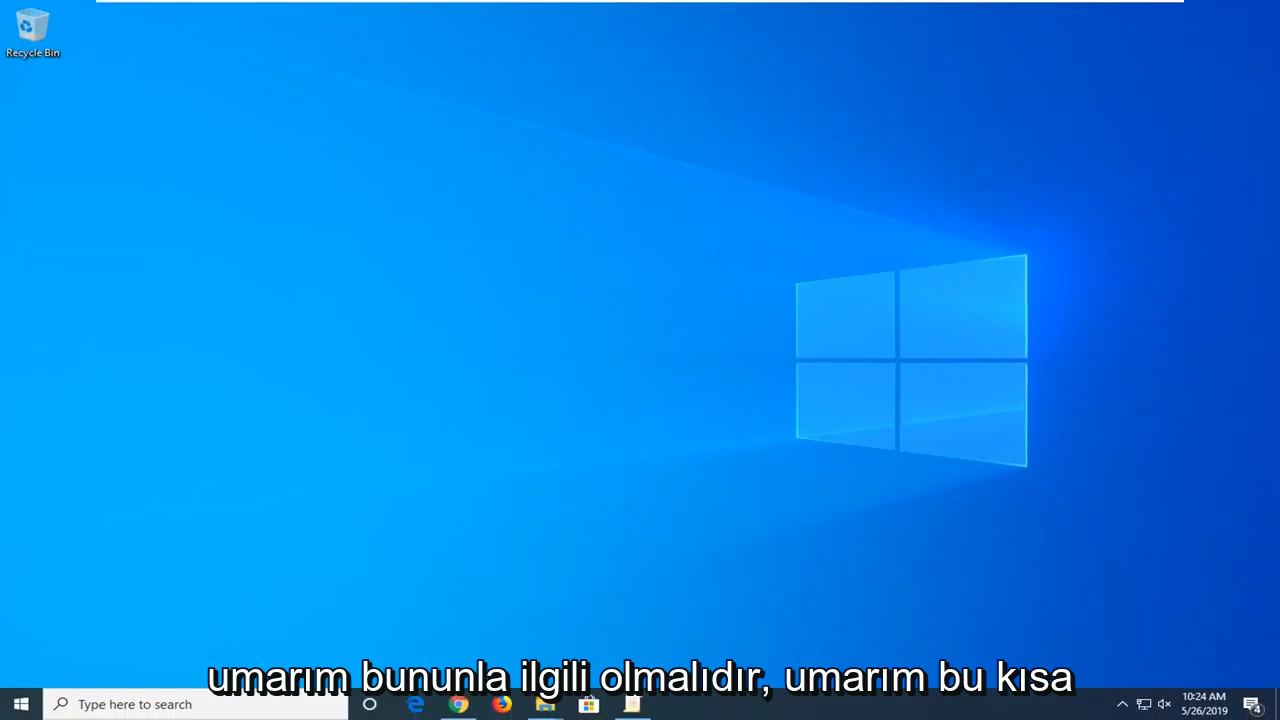 Recycle Bin
umarım bununla ilgili olmalıdır, umarım bu kısa
Type here to search
10:24 AM
5/26/2019
4